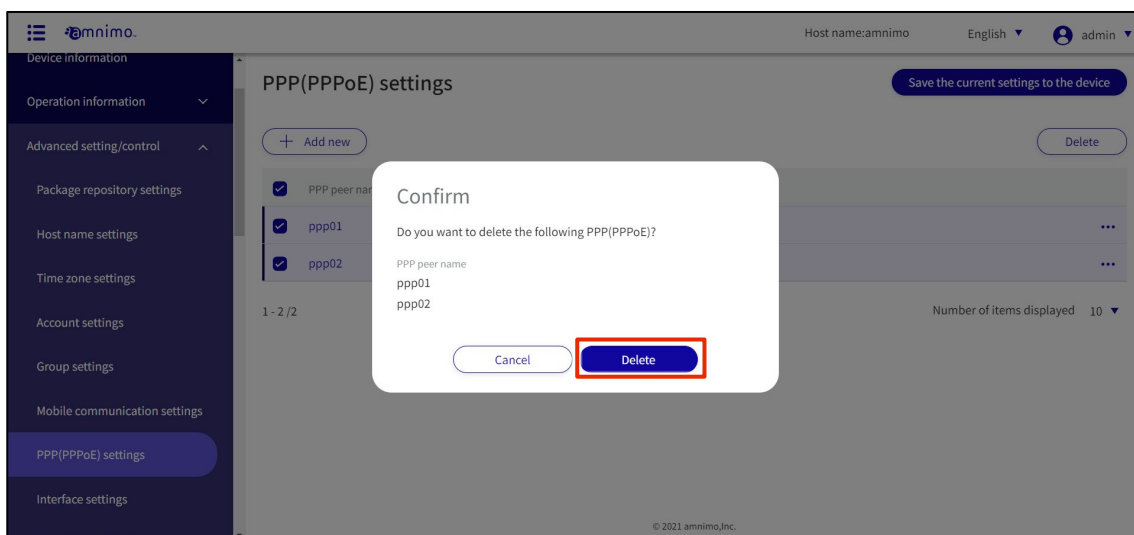 amnimo
Host name:amnimo
English
admin
Device information
Operation information
Advanced setting/control
Package repository settings
Host name settings
Time zone settings
Account settings
Group settings
Mobile communication settings
PPP(PPPoE) settings
Interface settings
PPP(PPPoE) settings
Save the current settings to the device
+ Add new
Delete
PPP peer
ppp01
ppp02
1 - 2 /2
Number of items displayed 10
Confirm
Do you want to delete the following PPP(PPPoE)?
PPP peer name
ppp01
ppp02
Cancel
Delete
© 2021 amnimo,Inc.